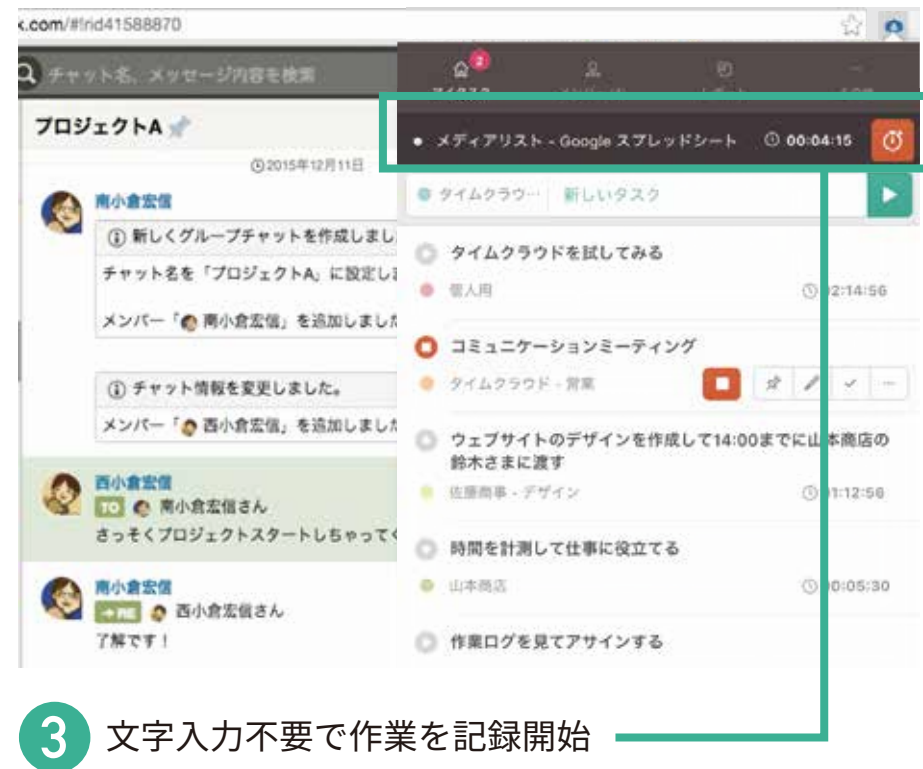 x.com/#!rid41588870
チャット名、メッセージ内容を検索
プロジェクトA
2015年12月11日
南小倉宏信
新しくグループチャットを作成しまし
チャット名を「プロジェクトA」に設定しま
メンバー「 南小倉宏信」を追加しました
チャット情報を変更しました。
メンバー「 西小倉宏信」を追加しました
西小倉宏信
TO 南小倉宏信さん
さっそくプロジェクトスタートしちゃってく
南小倉宏信
→RE 西小倉宏信さん
了解です！
2
メディアリスト - Google スプレッドシート 00:04:15
タイムクラウ… 新しいタスク
タイムクラウドを試してみる
個人用 02:14:56
コミュニケーションミーティング
タイムクラウド - 営業
ウェブサイトのデザインを作成して14:00までに山本商店の
鈴木さまに渡す
佐藤商事 - デザイン 01:12:56
時間を計測して仕事に役立てる
山本商店 00:05:30
作業ログを見てアサインする
3 文字入力不要で作業を記録開始